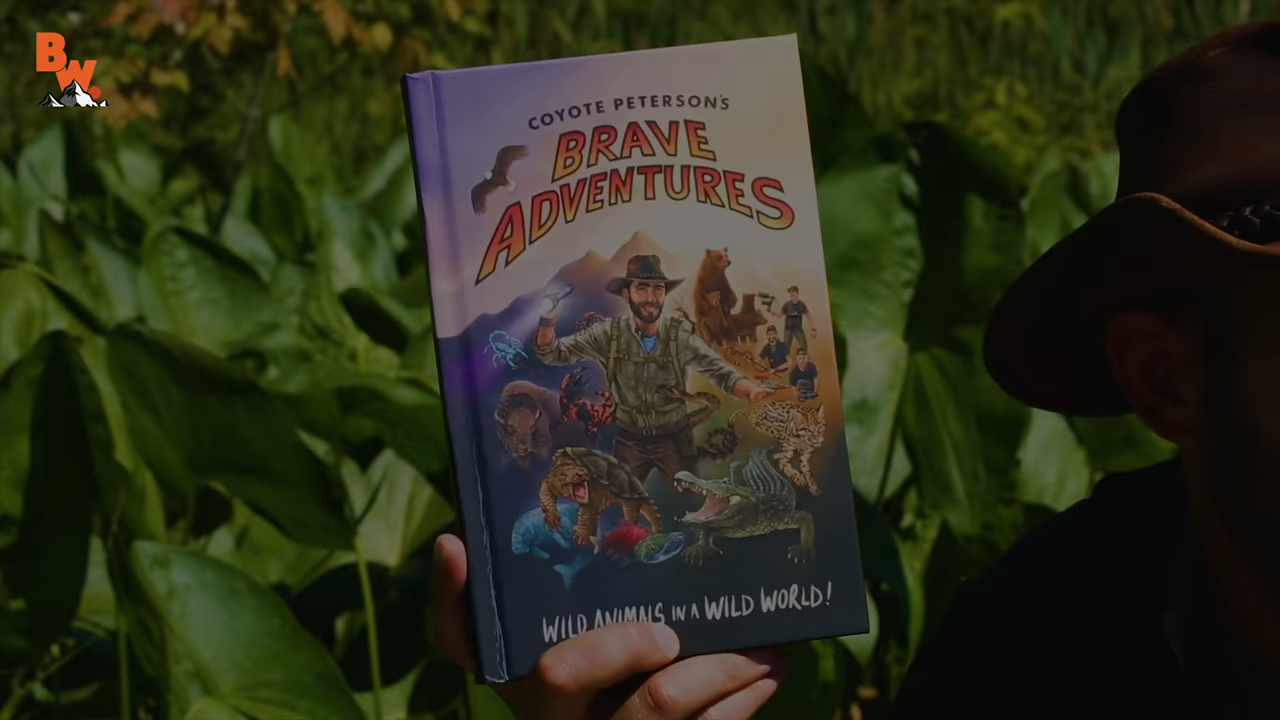 BW.
COYOTE PETERSON'S
BRAVE
ADVENTURES
WILD ANIMALS IN A WILD WORLD!